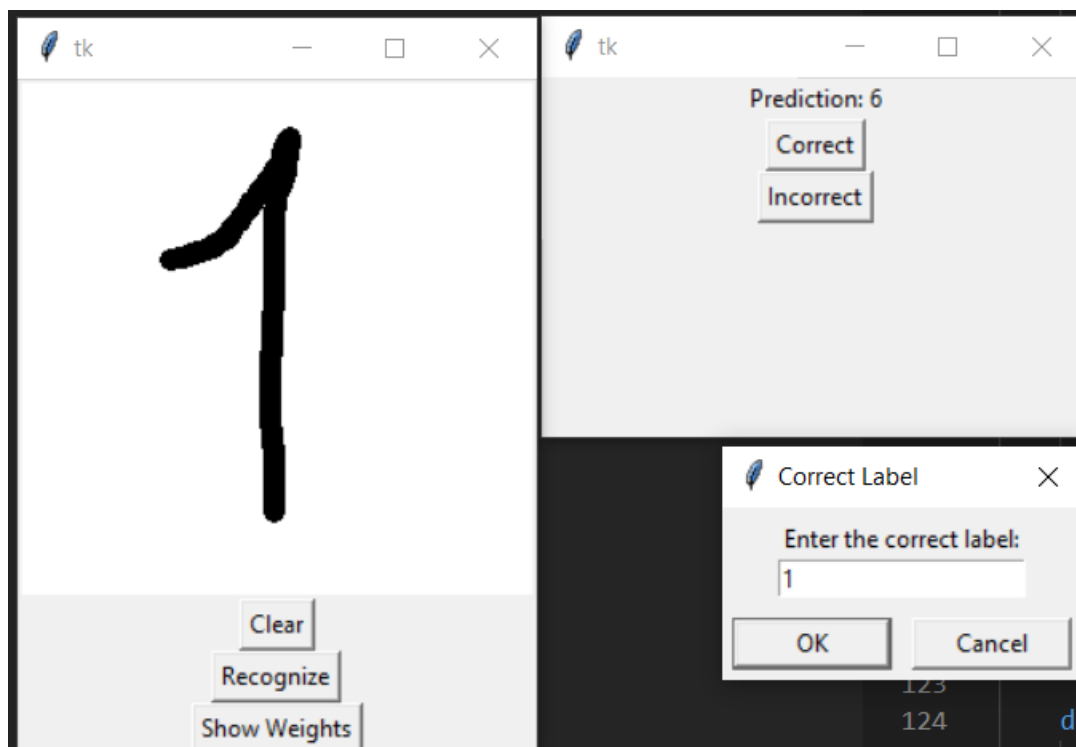 tk
1
Clear
Recognize
Show Weights
tk
Prediction: 6
Correct
Incorrect
Correct Label
Enter the correct label:
1
OK
Cancel
123
124
d